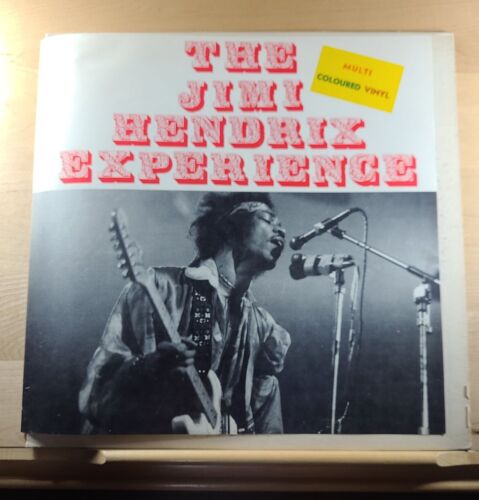 THE
JIMI
HENDRIX
EXPERIENCE
MULTI
COLOURED VINYL